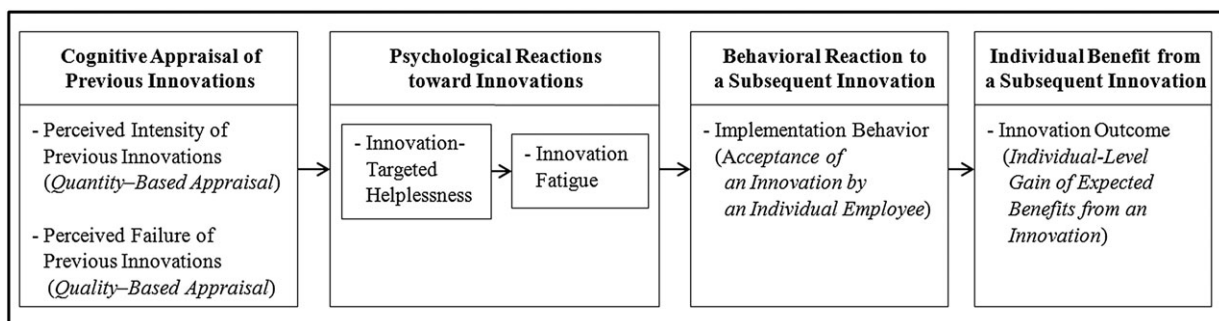 Cognitive Appraisal of
Previous Innovations
- Perceived Intensity of
Previous Innovations
(Quantity–Based Appraisal)
- Perceived Failure of
Previous Innovations
(Quality–Based Appraisal)
Psychological Reactions
toward Innovations
- Innovation-
Targeted
Helplessness
- Innovation
Fatigue
Behavioral Reaction to
a Subsequent Innovation
- Implementation Behavior
(Acceptance of
an Innovation by
an Individual Employee)
Individual Benefit from
a Subsequent Innovation
- Innovation Outcome
(Individual-Level
Gain of Expected
Benefits from an
Innovation)